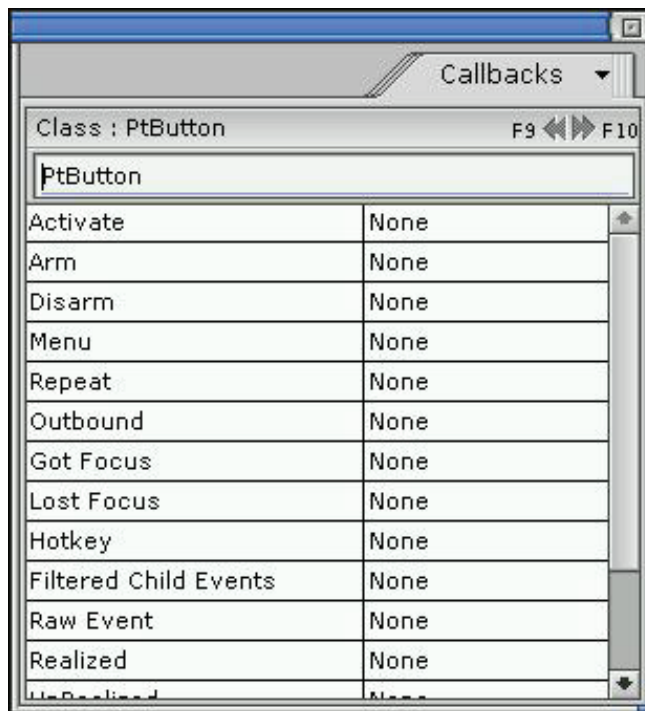 Callbacks
Class : PtButton F9 F10
PtButton
Activate None
Arm None
Disarm None
Menu None
Repeat None
Outbound None
Got Focus None
Lost Focus None
Hotkey None
Filtered Child Events None
Raw Event None
Realized None